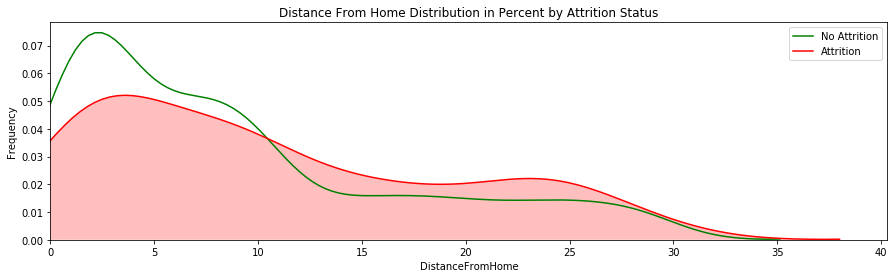 Distance From Home Distribution in Percent by Attrition Status
No Attrition
Attrition
Frequency
0.07
0.06
0.05
0.04
0.03
0.02
0.01
0.00
0 5 10 15 20 25 30 35 40
DistanceFromHome